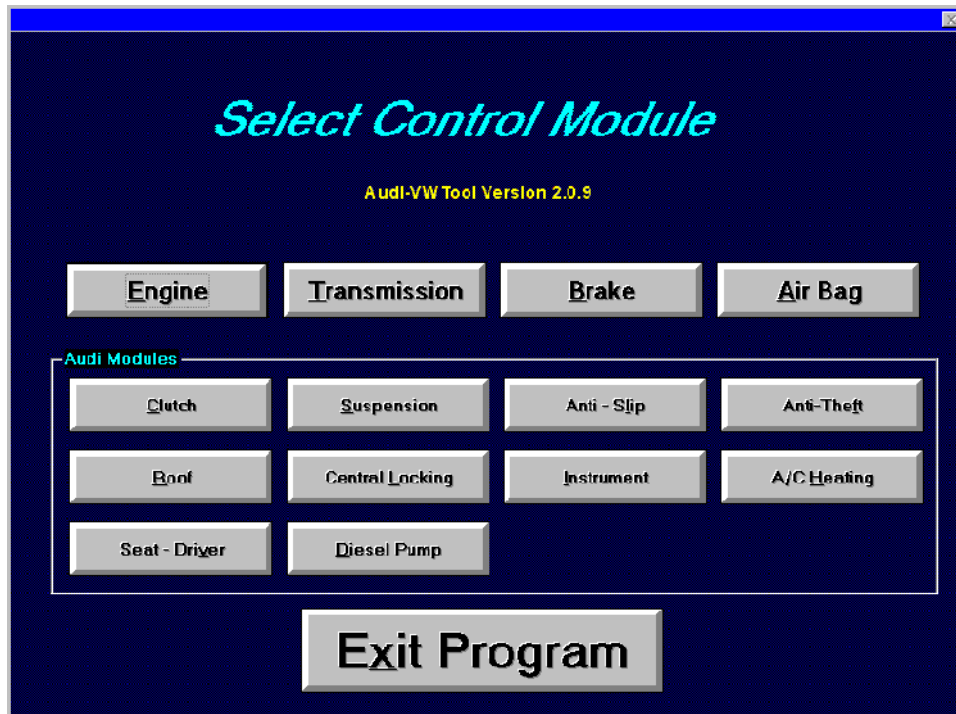 Select Control Module
Audi-VW Tool Version 2.0.9
Engine Transmission Brake Air Bag
Audi Modules
Clutch Suspension Anti - Slip Anti-Theft
Roof Central Locking Instrument A/C Heating
Seat - Driver Diesel Pump
Exit Program